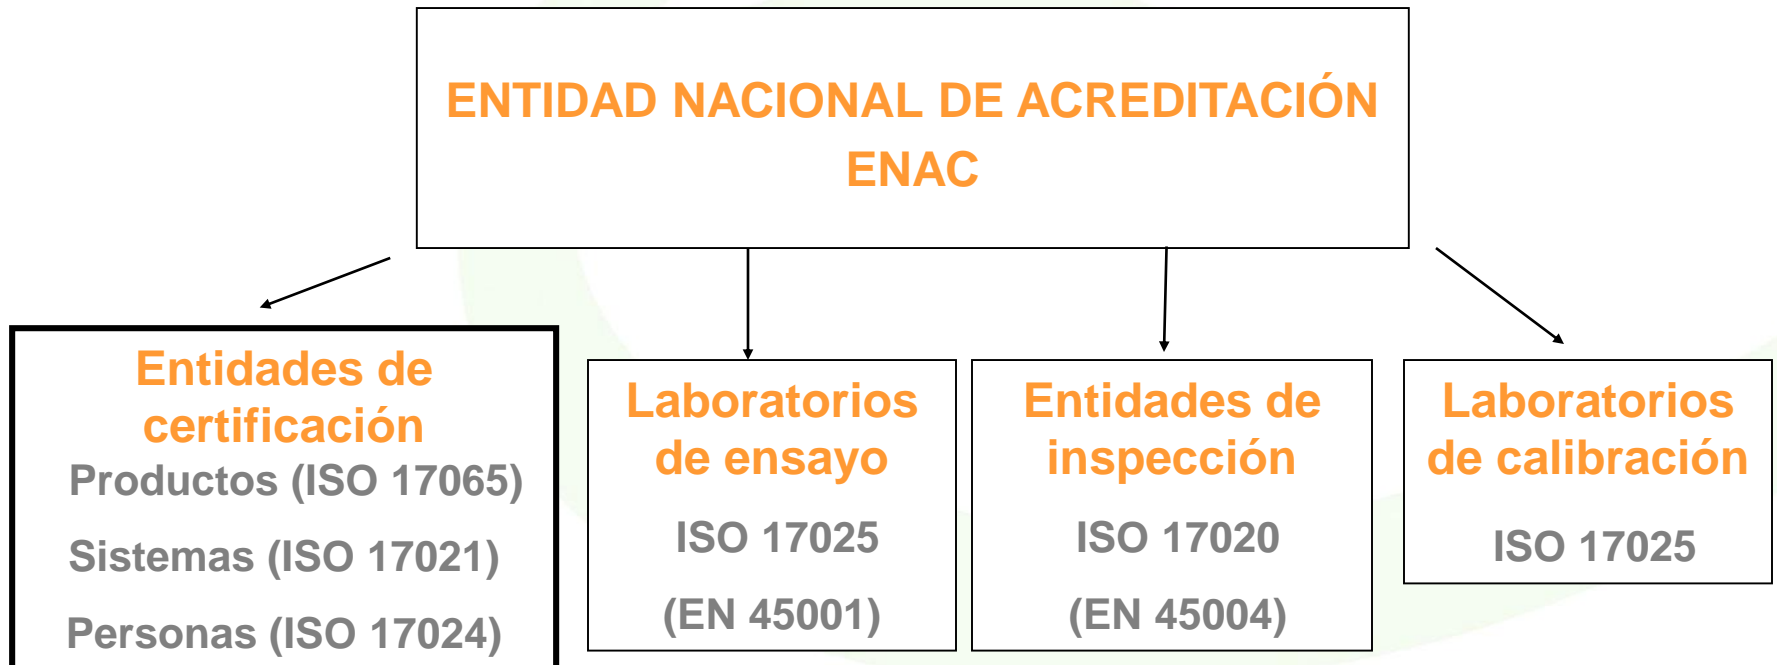 ENTIDAD NACIONAL DE ACREDITACIÓN
ENAC
Entidades de
certificación
Productos (ISO 17065)
Sistemas (ISO 17021)
Personas (ISO 17024)
Laboratorios
de ensayo
ISO 17025
(EN 45001)
Entidades de
inspección
ISO 17020
(EN 45004)
Laboratorios
de calibración
ISO 17025